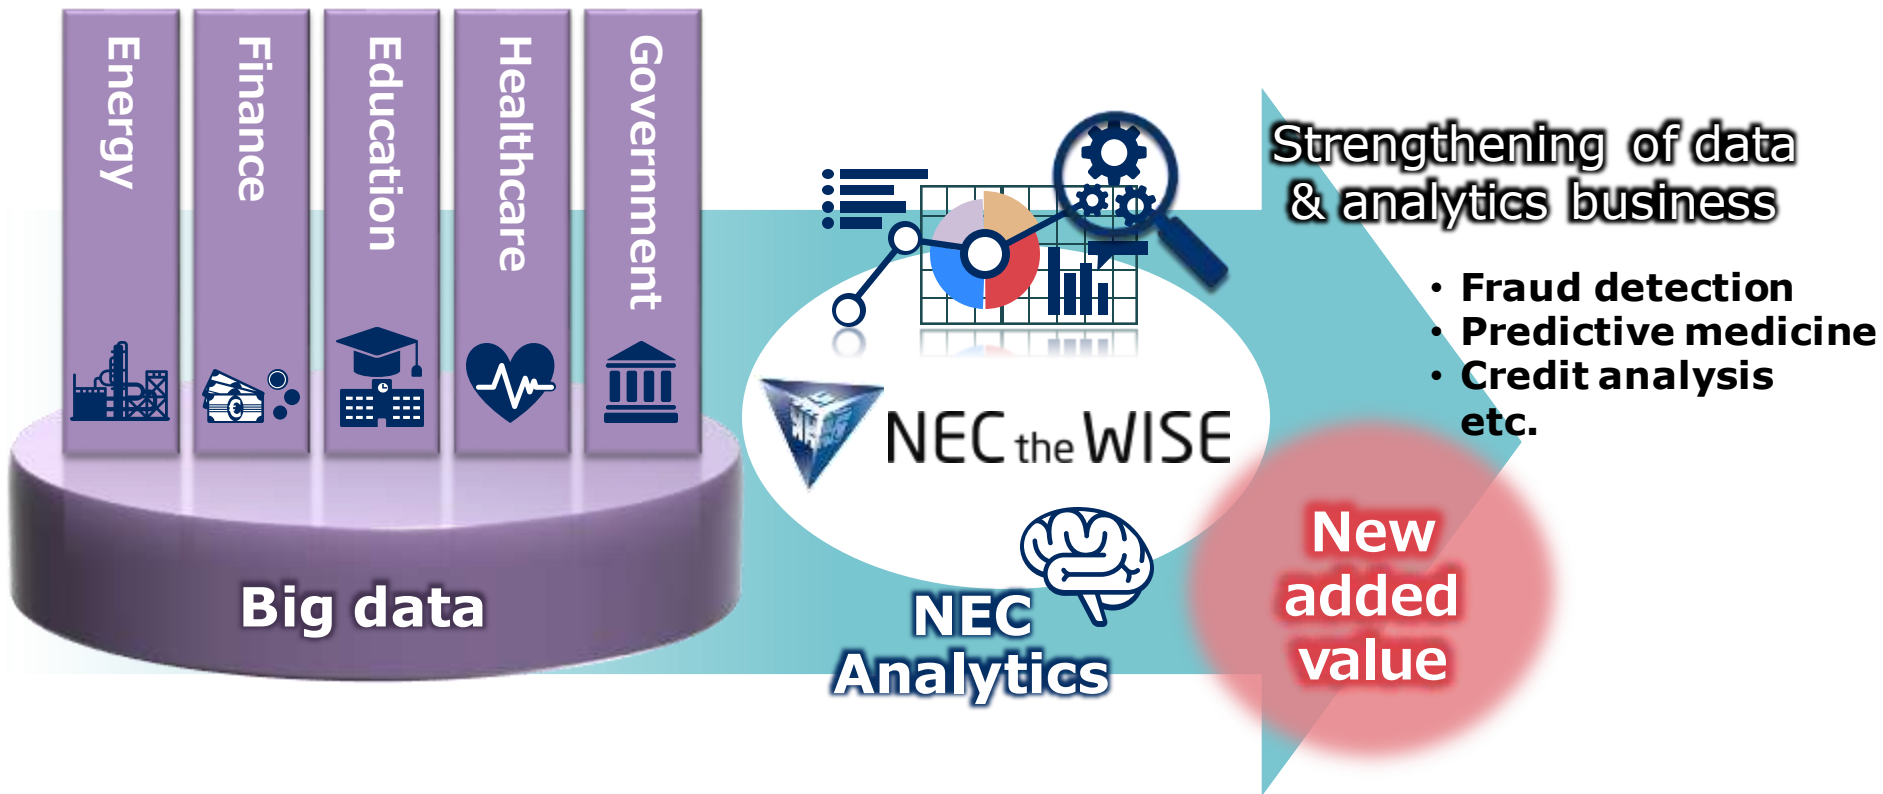 Energy
Finance
Education
Healthcare
Government
Big data
NEC the WISE
NEC
Analytics
Strengthening of data
& analytics business
• Fraud detection
• Predictive medicine
• Credit analysis
etc.
New
added
value